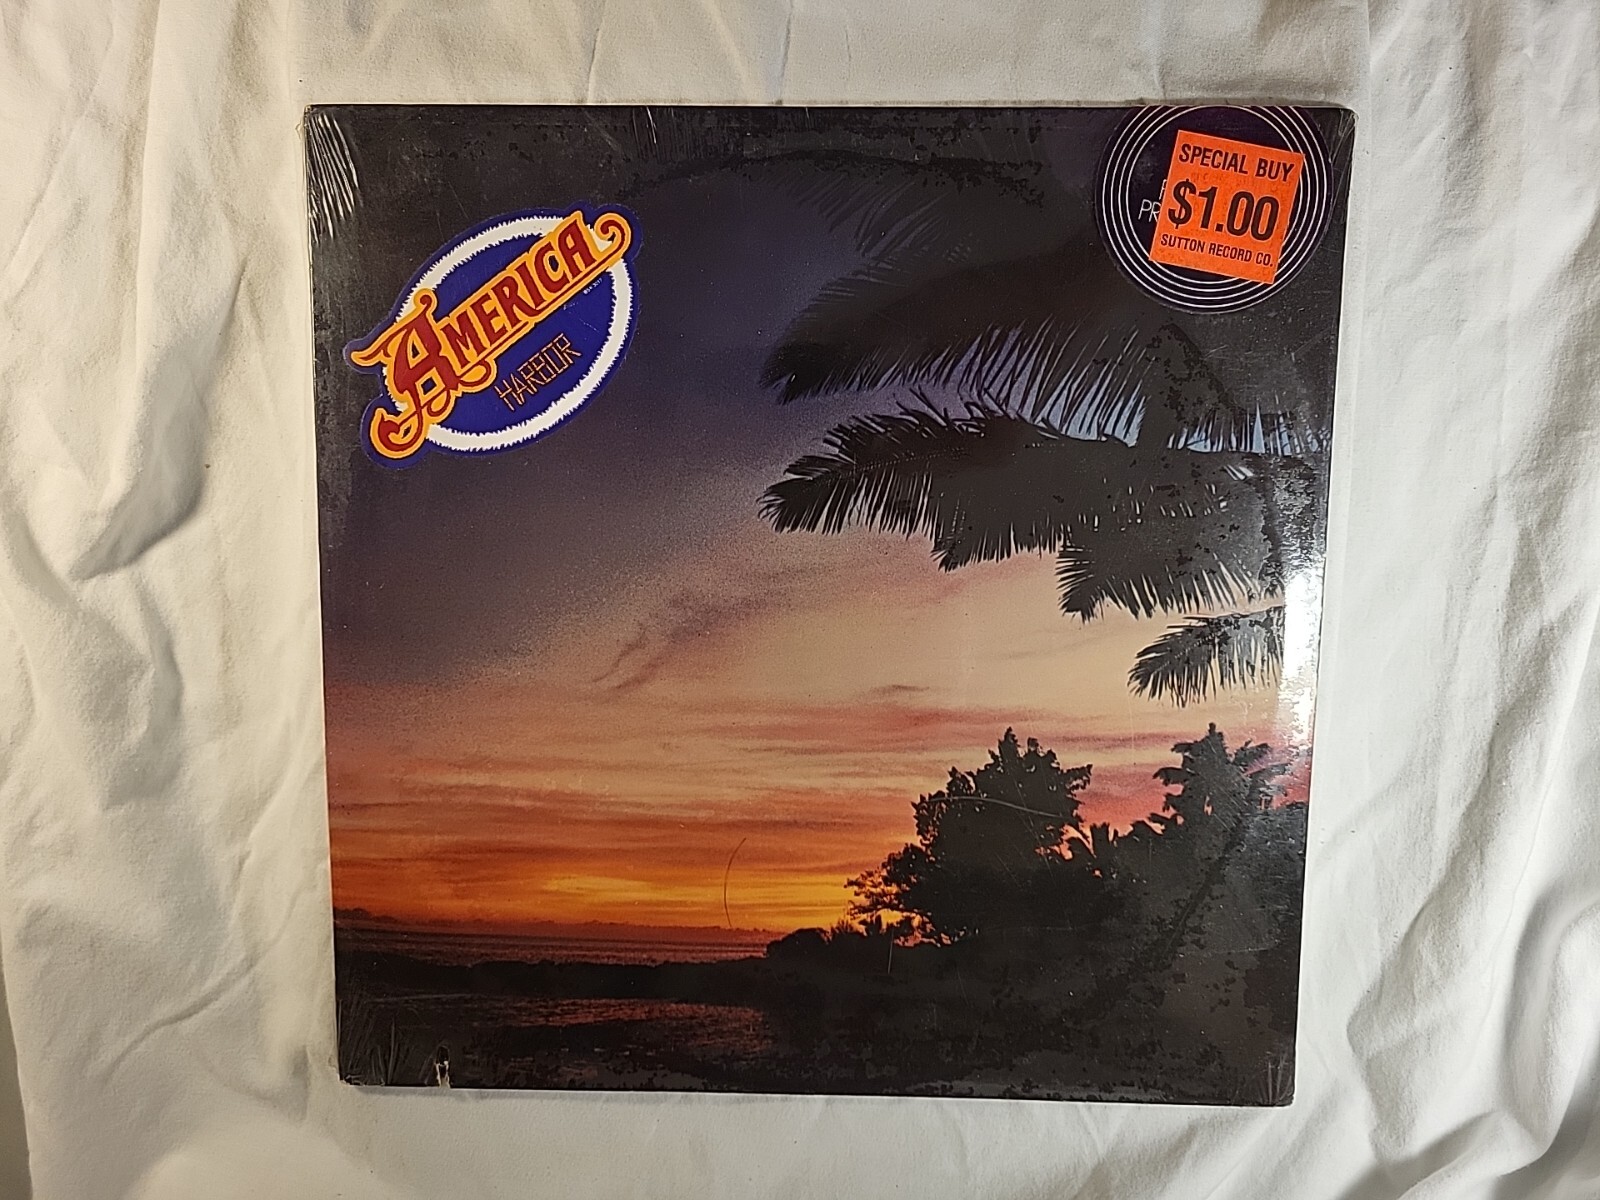 AMERICA
HARBOR
SPECIAL BUY
$1.00
SUTTON RECORD CO.